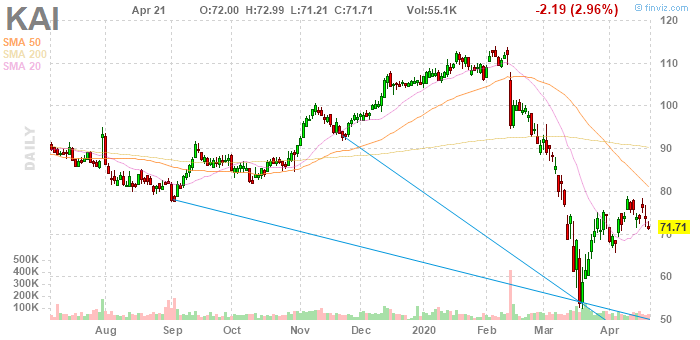 KAI Apr 21 O:72.00 H:72.99 L:71.21 C:71.71 Vol:55.1K -2.19 (2.96%) © finviz.com
SMA 50
SMA 200
SMA 20
DAILY
120
110
100
90
80
71.71
70
60
50
500K
400K
300K
200K
100K
Aug Sep Oct Nov Dec 2020 Feb Mar Apr